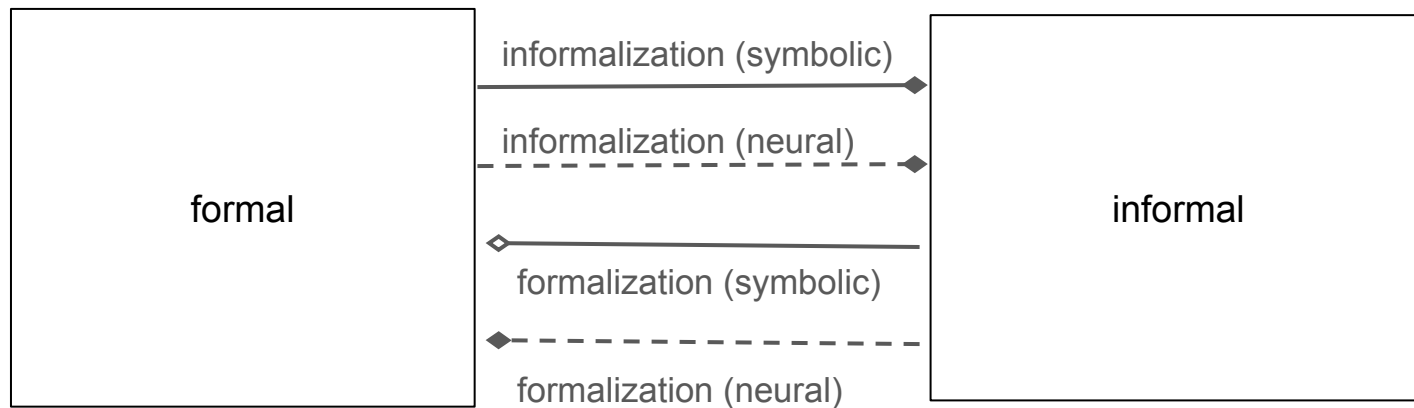 informalization (symbolic)
informalization (neural)
formal
informal
formalization (symbolic)
formalization (neural)